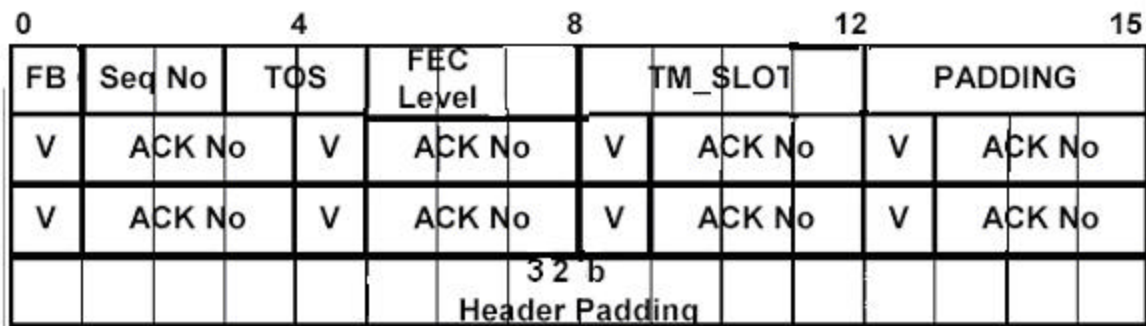 0 4 8 12 15
FB Seq No TOS FEC Level TM_SLOT PADDING
V ACK No V ACK No V ACK No V ACK No
V ACK No V ACK No V ACK No V ACK No
32 b
Header Padding